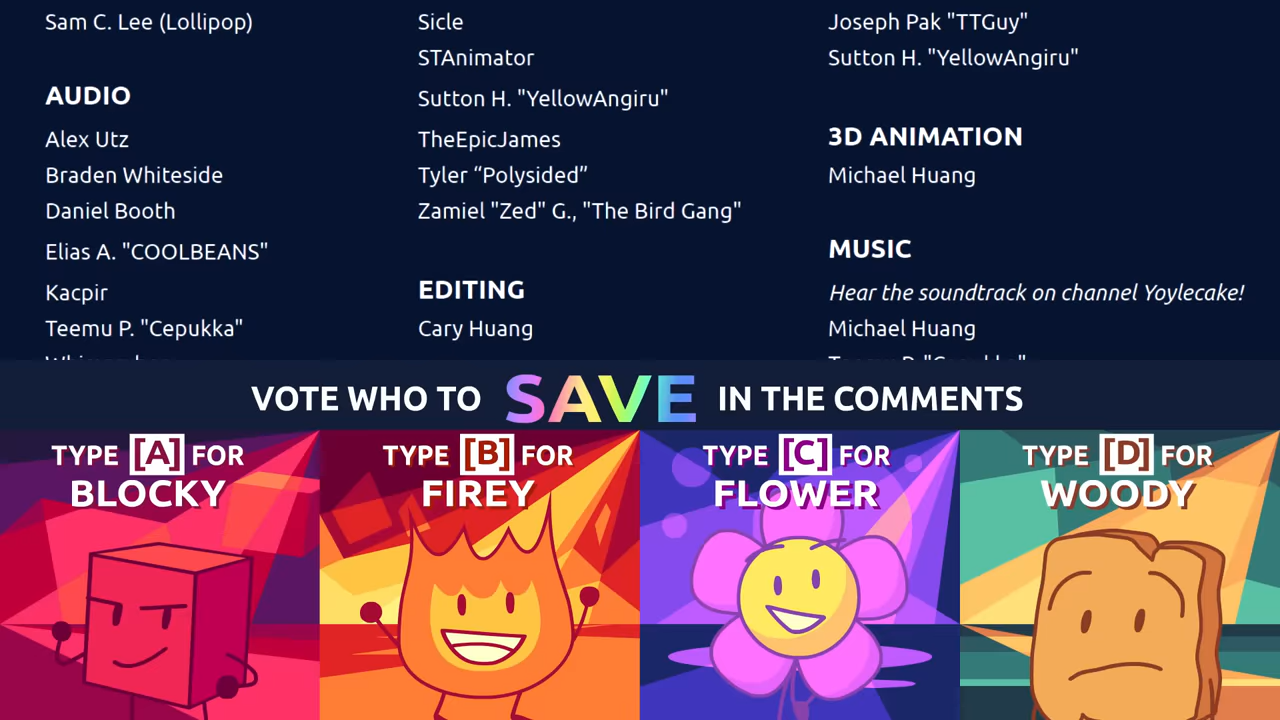 Sam C. Lee (Lollipop)
AUDIO
Alex Utz
Braden Whiteside
Daniel Booth
Elias A. "COOLBEANS"
Kacpir
Teemu P. "Cepukka"
Sicle
STAnimator
Sutton H. "YellowAngiru"
TheEpicJames
Tyler “Polysided”
Zamiel "Zed" G., "The Bird Gang"
EDITING
Cary Huang
Joseph Pak "TTGuy"
Sutton H. "YellowAngiru"
3D ANIMATION
Michael Huang
MUSIC
Hear the soundtrack on channel Yoylecake!
Michael Huang
VOTE WHO TO SAVE IN THE COMMENTS
TYPE [A] FOR
BLOCKY
TYPE [B] FOR
FIREY
TYPE [C] FOR
FLOWER
TYPE [D] FOR
WOODY